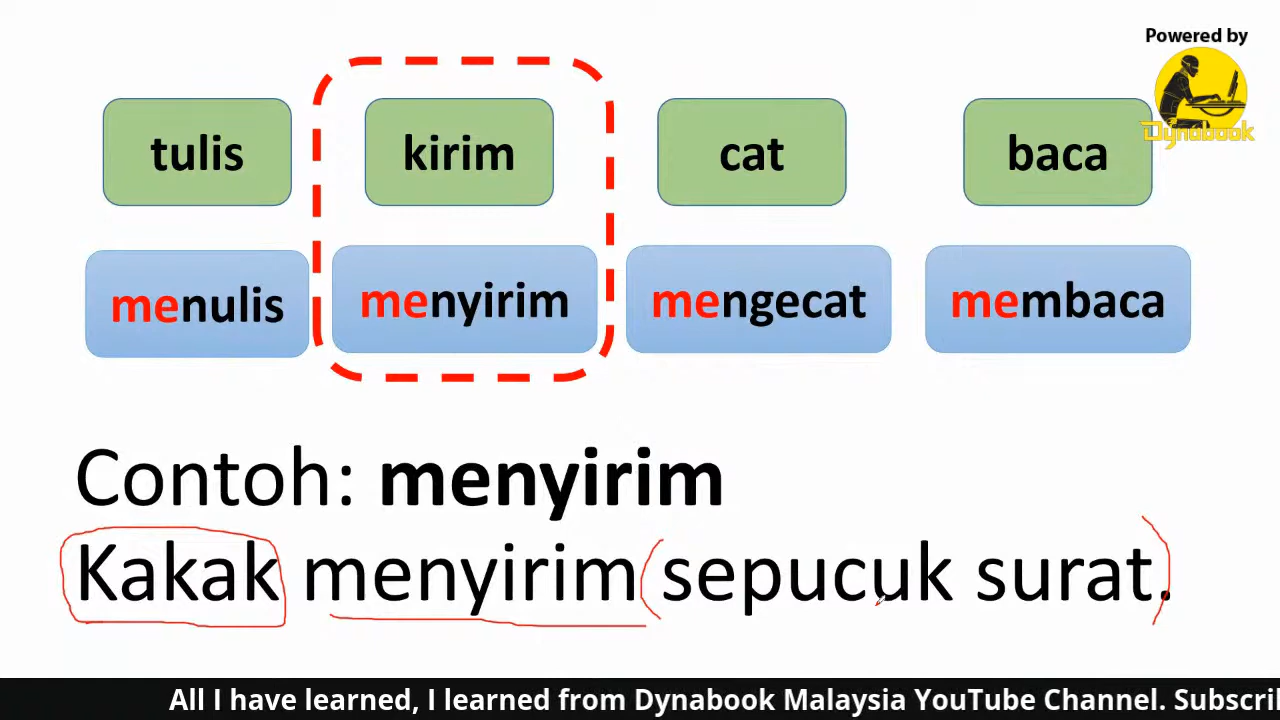 Powered by
Dynabook
tulis kirim cat baca
menulis menyirim mengecat membaca
Contoh: menyirim
Kakak menyirim sepucuk surat.
All I have learned, I learned from Dynabook Malaysia YouTube Channel. Subscri